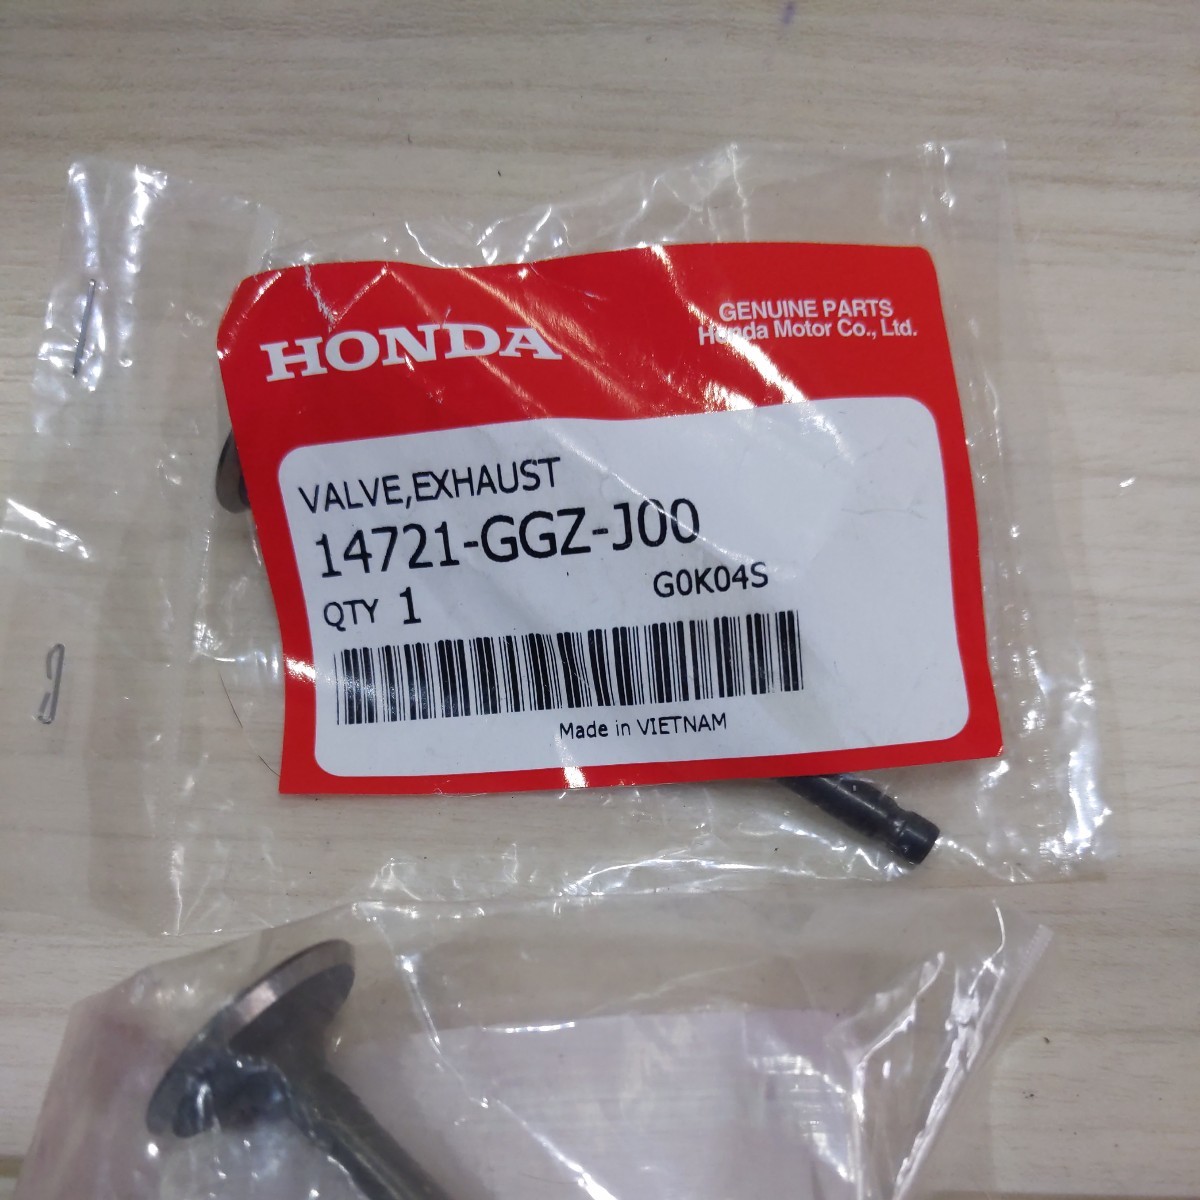 HONDA
GENUINE PARTS
Honda Motor Co., Ltd.
VALVE,EXHAUST
14721-GGZ-J00
QTY 1
G0K04S
Made in VIETNAM